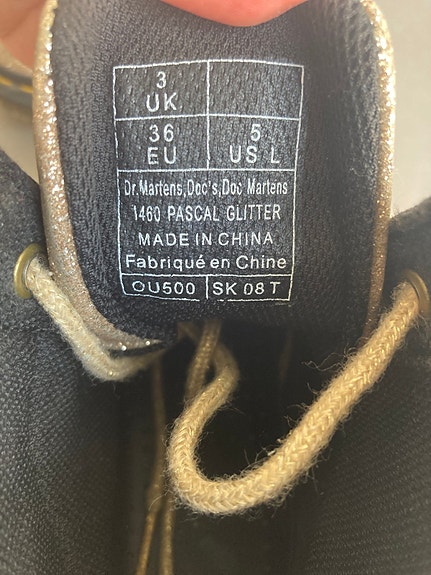 3
UK
36 5
EU US L
Dr.Martens,Doc's,Doc Martens
1460 PASCAL GLITTER
MADE IN CHINA
Fabriqué en Chine
OU500 SK 08 T